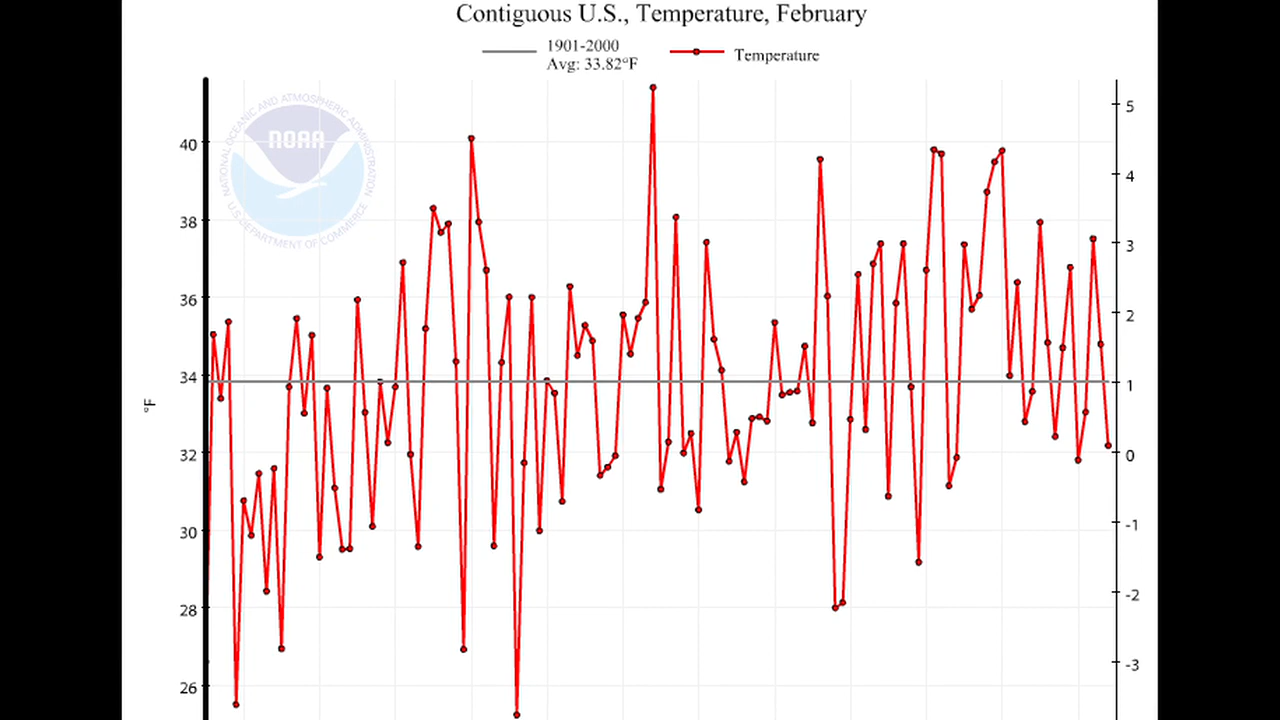 Contiguous U.S., Temperature, February
1901-2000
Avg: 33.82°F
Temperature
NATIONAL OCEANIC AND ATMOSPHERIC ADMINISTRATION
NOAA
U.S. DEPARTMENT OF COMMERCE
°F
40
38
36
34
32
30
28
26
5
4
3
2
1
0
-1
-2
-3